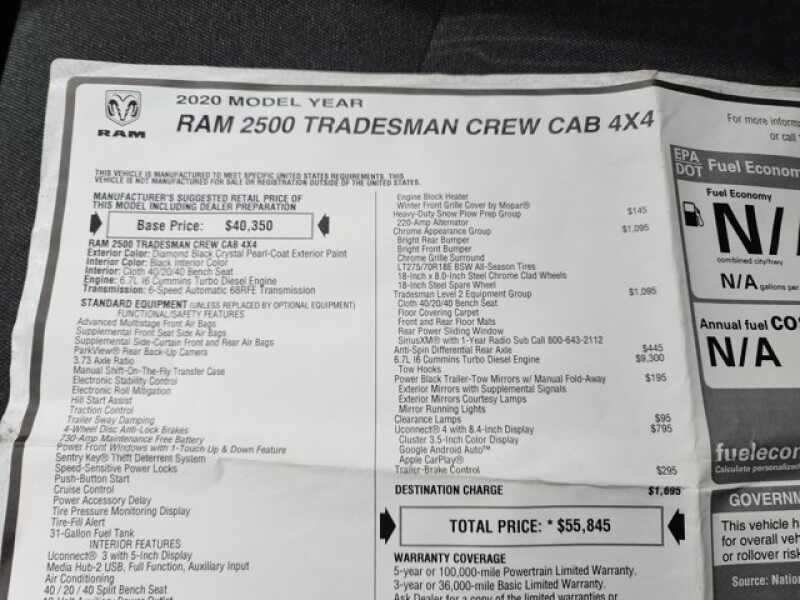 RAM
2020 MODEL YEAR
RAM 2500 TRADESMAN CREW CAB 4X4
THIS VEHICLE IS MANUFACTURED TO MEET SPECIFIC UNITED STATES REQUIREMENTS. THIS
VEHICLE IS NOT MANUFACTURED FOR SALE OR REGISTRATION OUTSIDE OF THE UNITED STATES.
MANUFACTURER'S SUGGESTED RETAIL PRICE OF
THIS MODEL INCLUDING DEALER PREPARATION
Base Price: $40,350
RAM 2500 TRADESMAN CREW CAB 4X4
Exterior Color: Diamond Black Crystal Pearl-Coat Exterior Paint
Interior Color: Black Interior Color
Interior: Cloth 40/20/40 Bench Seat
Engine: 6.7L I6 Cummins Turbo Diesel Engine
Transmission: 6-Speed Automatic 68RFE Transmission
STANDARD EQUIPMENT (UNLESS REPLACED BY OPTIONAL EQUIPMENT)
FUNCTIONAL/SAFETY FEATURES
Advanced Multistage Front Air Bags
Supplemental Front Seat Side Air Bags
Supplemental Side-Curtain Front and Rear Air Bags
ParkView® Rear Back-Up Camera
3.73 Axle Ratio
Manual Shift-On-The-Fly Transfer Case
Electronic Stability Control
Electronic Roll Mitigation
Hill Start Assist
Traction Control
Trailer Sway Damping
4-Wheel Disc Anti-Lock Brakes
730-Amp Maintenance Free Battery
Power Front Windows with 1-Touch Up & Down Feature
Sentry Key® Theft Deterrent System
Speed-Sensitive Power Locks
Push-Button Start
Cruise Control
Power Accessory Delay
Tire Pressure Monitoring Display
Tire-Fill Alert
31-Gallon Fuel Tank
INTERIOR FEATURES
Uconnect® 3 with 5-Inch Display
Media Hub-2 USB, Full Function, Auxiliary Input
Air Conditioning
40 / 20 / 40 Split Bench Seat
Engine Block Heater
Winter Front Grille Cover by Mopar®
Heavy-Duty Snow Plow Prep Group $145
220-Amp Alternator
Chrome Appearance Group $1,095
Bright Rear Bumper
Bright Front Bumper
Chrome Grille Surround
LT275/70R18E BSW All-Season Tires
18-Inch x 8.0-Inch Steel Chrome Clad Wheels
18-Inch Steel Spare Wheel
Tradesman Level 2 Equipment Group $1,095
Cloth 40/20/40 Bench Seat
Floor Covering Carpet
Front and Rear Floor Mats
Rear Power Sliding Window
SiriusXM® with 1-Year Radio Sub Call 800-643-2112
Anti-Spin Differential Rear Axle $445
6.7L I6 Cummins Turbo Diesel Engine $9,300
Tow Hooks
Power Black Trailer-Tow Mirrors w/ Manual Fold-Away $195
Exterior Mirrors with Supplemental Signals
Exterior Mirrors Courtesy Lamps
Mirror Running Lights
Clearance Lamps $95
Uconnect® 4 with 8.4-Inch Display $795
Cluster 3.5-Inch Color Display
Google Android Auto™
Apple CarPlay®
Trailer-Brake Control $295
DESTINATION CHARGE $1,695
TOTAL PRICE: * $55,845
WARRANTY COVERAGE
5-year or 100,000-mile Powertrain Limited Warranty.
3-year or 36,000-mile Basic Limited Warranty.
Ask Dealer for a copy of the limited warranties or
For more inform
or call
EPA
DOT
Fuel Econom
Fuel Economy
N/
combined city/hwy
N/A gallons per
Annual fuel CO
N/A
fuelecon
Calculate personalized
GOVERNM
This vehicle h
for overall veh
or rollover risk
Source: Nation